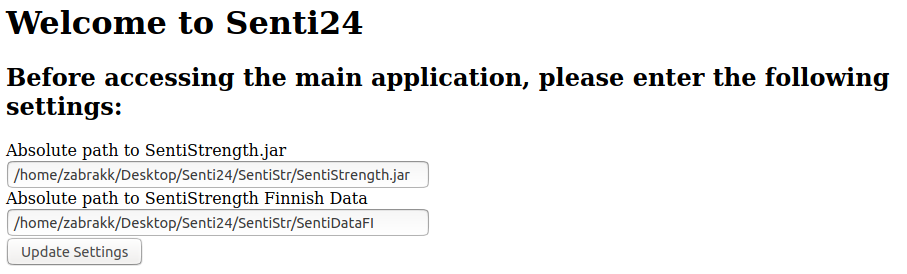 Welcome to Senti24
Before accessing the main application, please enter the following
settings:
Absolute path to SentiStrength.jar
/home/zabrakk/Desktop/Senti24/SentiStr/SentiStrength.jar
Absolute path to SentiStrength Finnish Data
/home/zabrakk/Desktop/Senti24/SentiStr/SentiDataFI
Update Settings